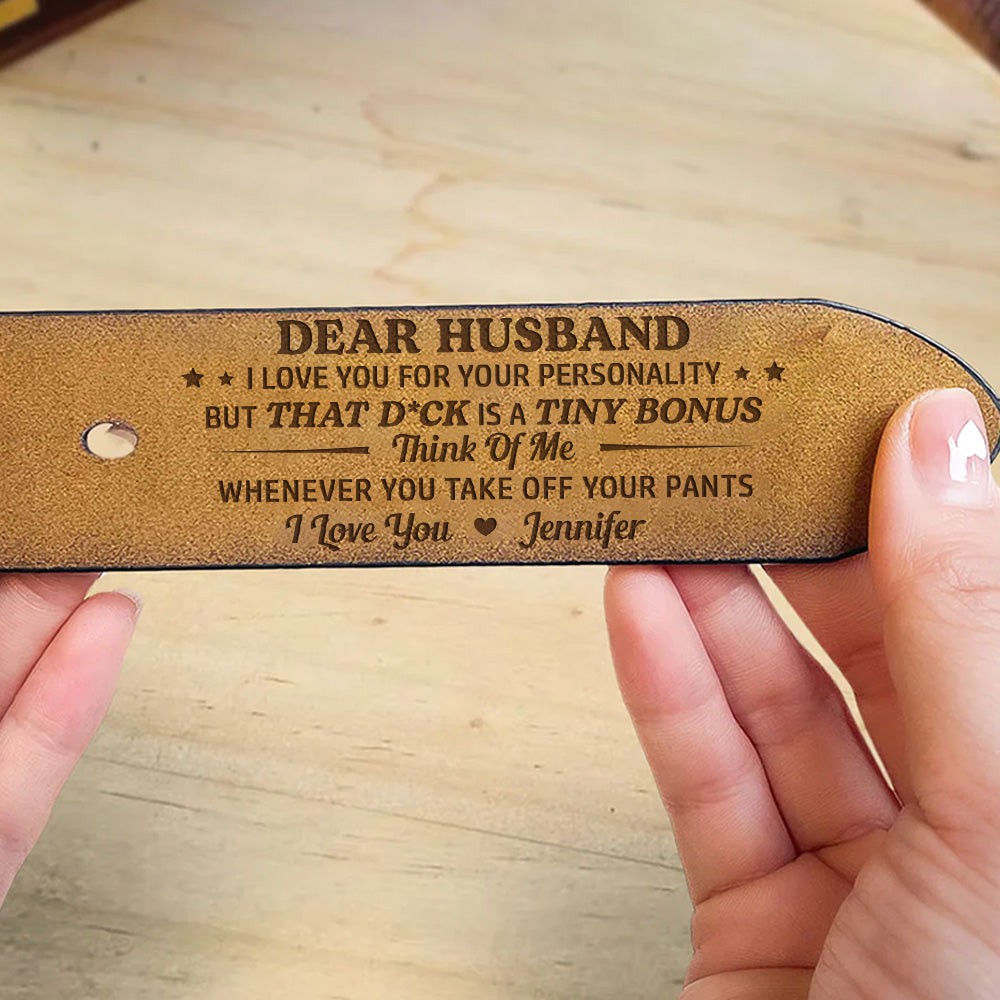 DEAR HUSBAND
I LOVE YOU FOR YOUR PERSONALITY
BUT THAT D*CK IS A TINY BONUS
Think Of Me
WHENEVER YOU TAKE OFF YOUR PANTS
I Love You ♥ Jennifer